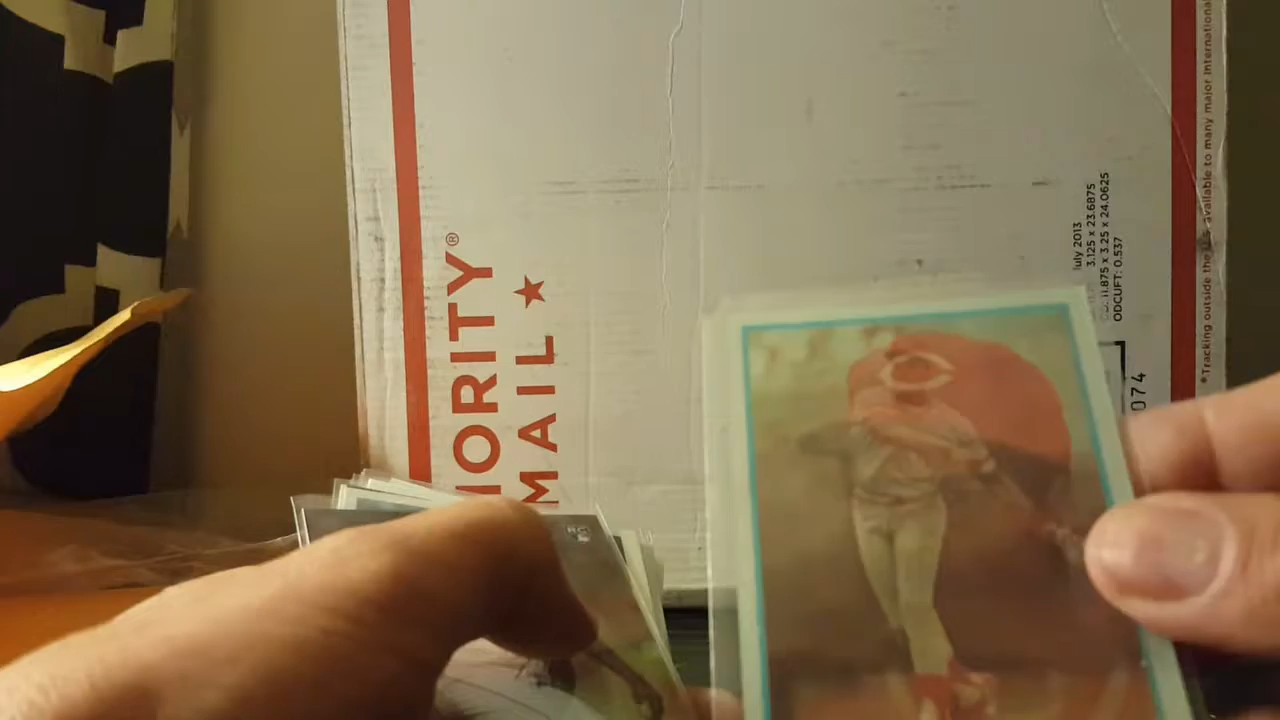 IORITY®
MAIL
July 2013
3.125 x 23.6875
11.875 x 3.25 x 24.0625
ODCUFT: 0.537
074
*Tracking outside the U.S. available to many major international
C